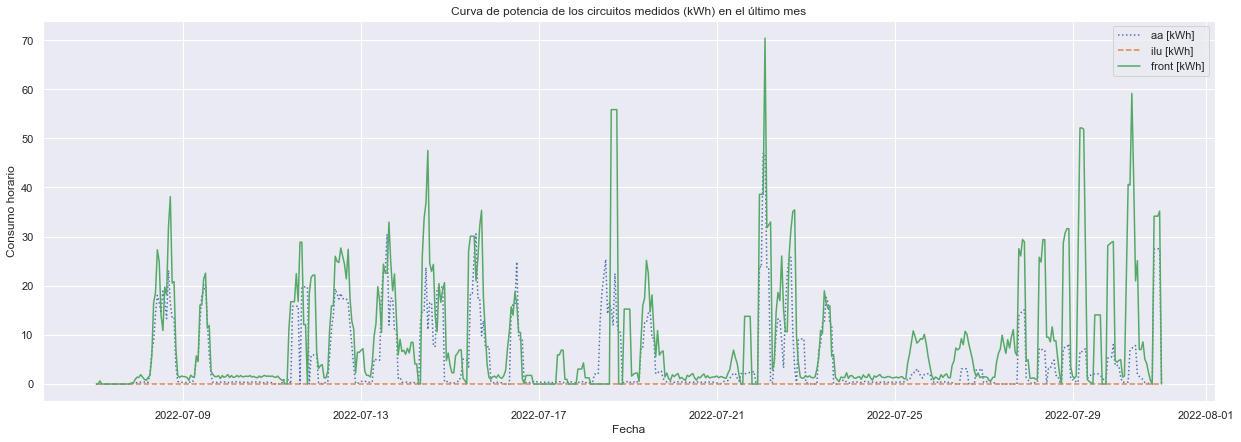 Curva de potencia de los circuitos medidos (kWh) en el último mes
aa [kWh]
ilu [kWh]
front [kWh]
Consumo horario
70
60
50
40
30
20
10
0
2022-07-09
2022-07-13
2022-07-17
2022-07-21
2022-07-25
2022-07-29
2022-08-01
Fecha